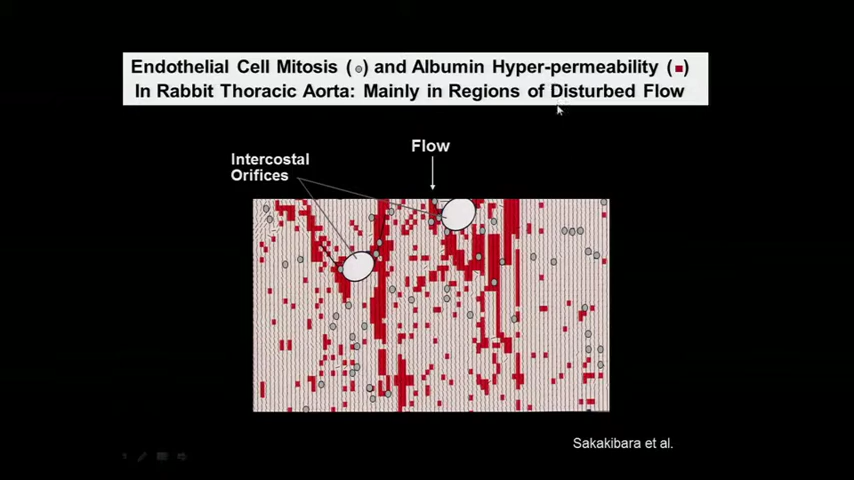 Endothelial Cell Mitosis ( ) and Albumin Hyper-permeability ( )
In Rabbit Thoracic Aorta: Mainly in Regions of Disturbed Flow
Flow
Intercostal
Orifices
Sakakibara et al.